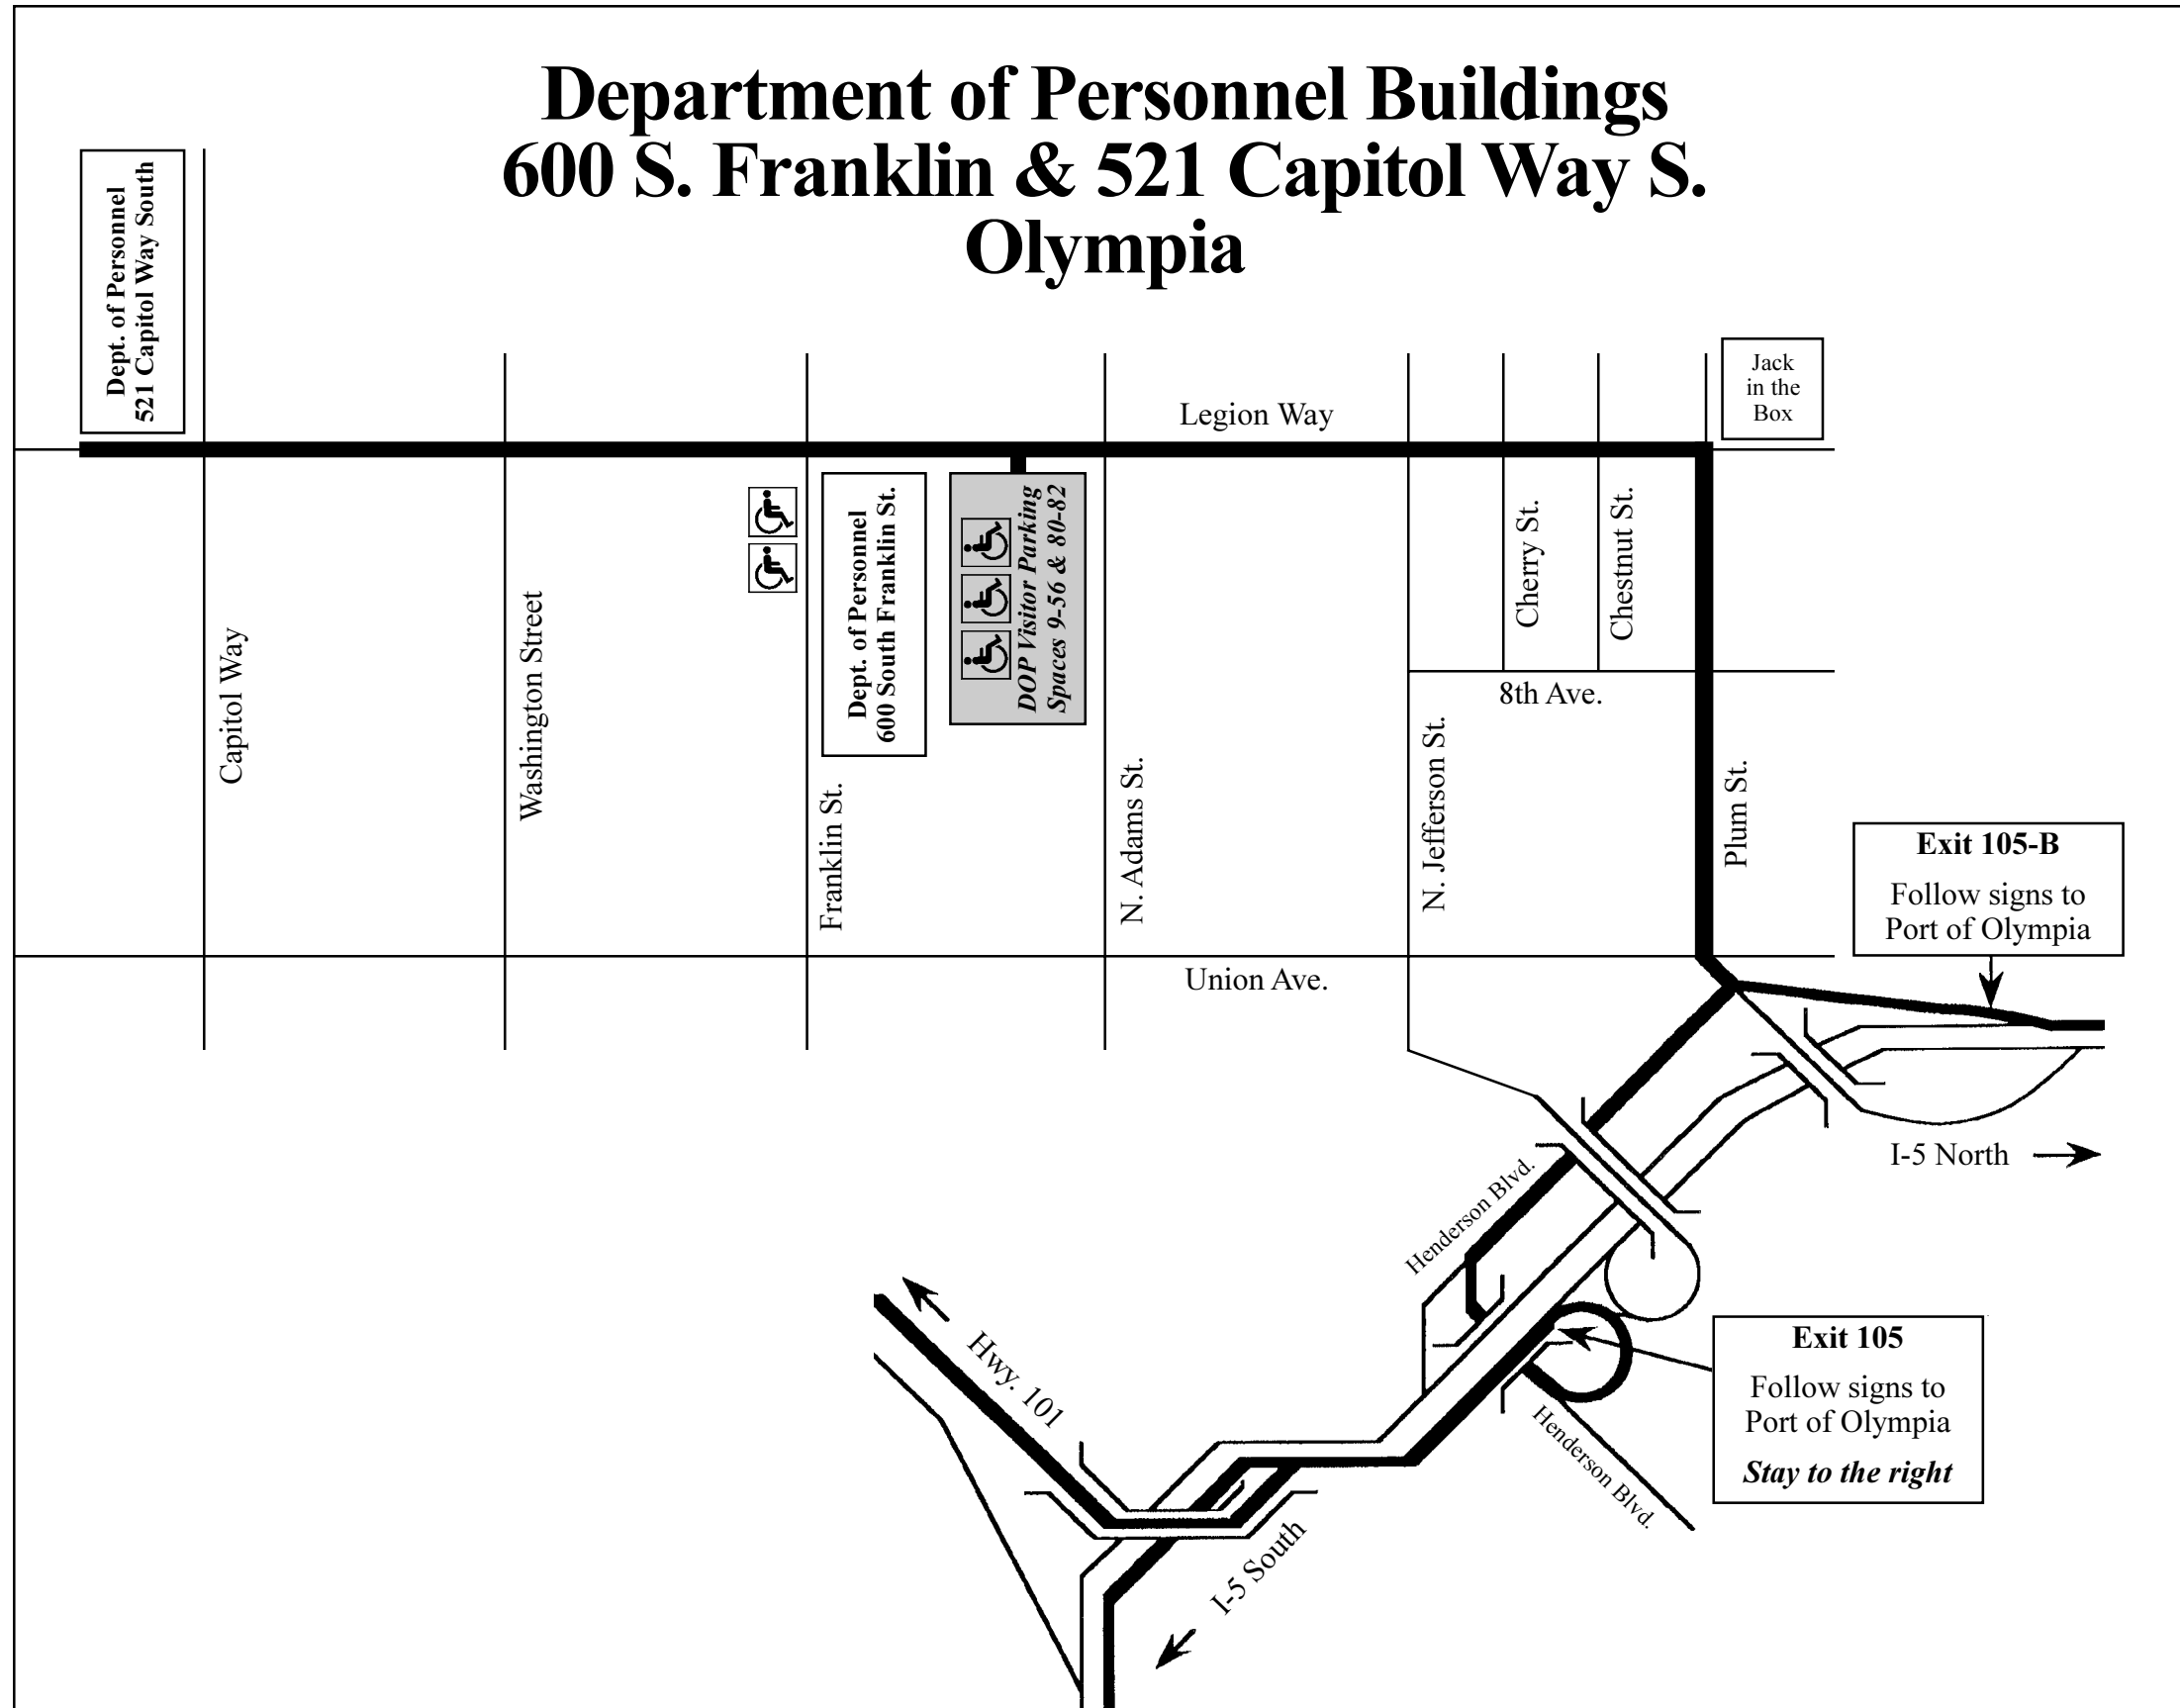 Department of Personnel Buildings
600 S. Franklin & 521 Capitol Way S.
Olympia
Dept. of Personnel
521 Capitol Way South
Jack
in the
Box
Legion Way
Dept. of Personnel
600 South Franklin St.
DOP Visitor Parking
Spaces 9-56 & 80-82
Cherry St.
Chestnut St.
Capitol Way
Washington Street
8th Ave.
Franklin St.
N. Adams St.
N. Jefferson St.
Plum St.
Exit 105-B
Follow signs to
Port of Olympia
Union Ave.
I-5 North
Henderson Blvd.
Hwy. 101
Exit 105
Follow signs to
Port of Olympia
Stay to the right
Henderson Blvd.
I-5 South